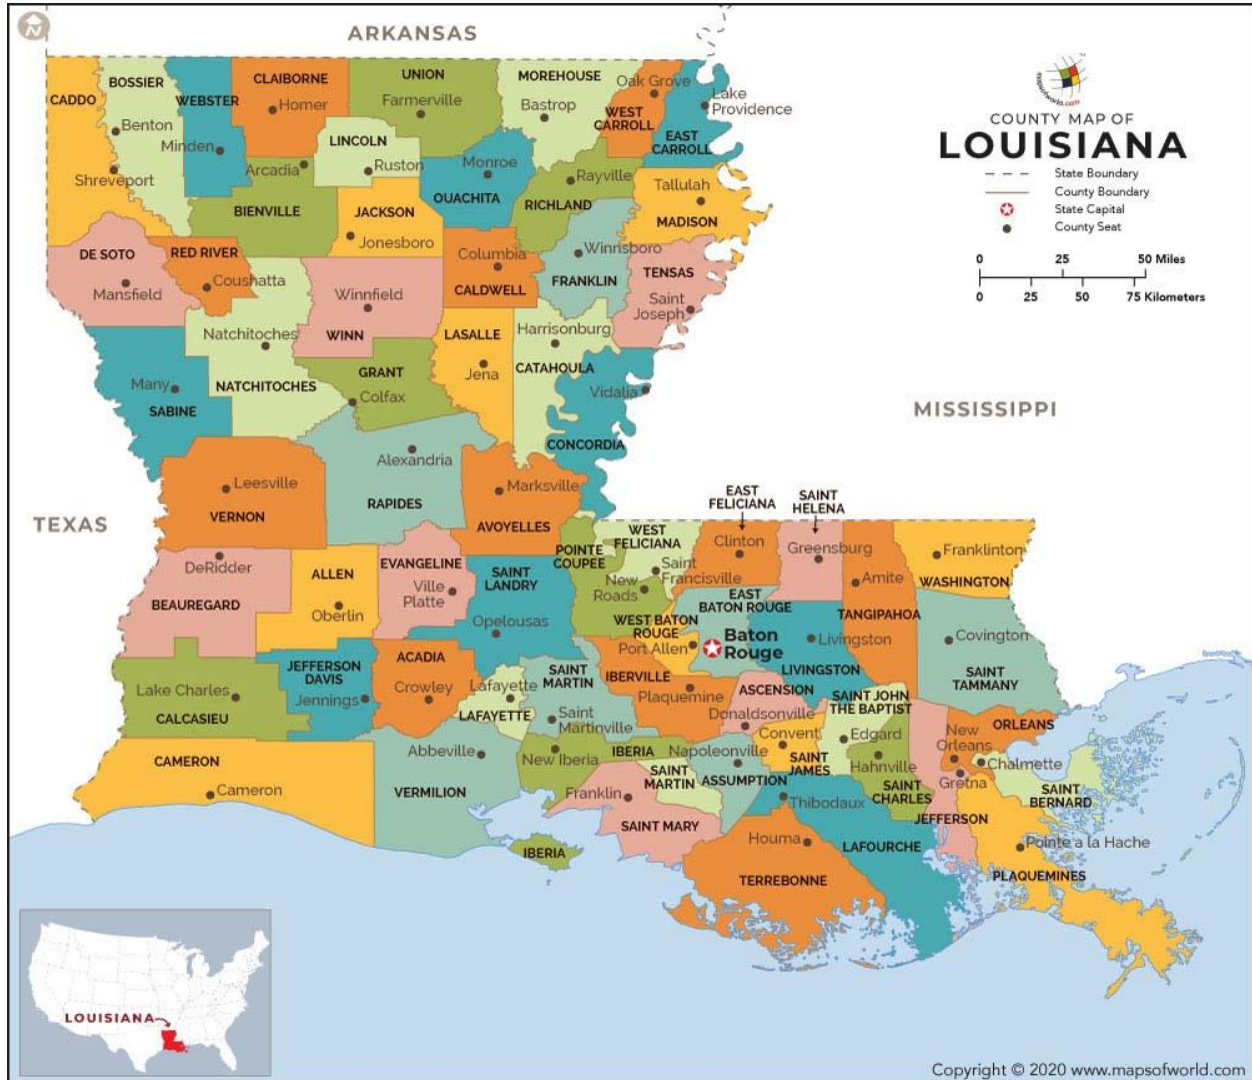 N
ARKANSAS
mapsofworld.com
COUNTY MAP OF
LOUISIANA
State Boundary
County Boundary
State Capital
County Seat
0 25 50 Miles
0 25 50 75 Kilometers
CADDO
Shreveport
BOSSIER
Benton
WEBSTER
Minden
CLAIBORNE
Homer
UNION
Farmerville
MOREHOUSE
Bastrop
Oak Grove
WEST
CARROLL
Lake
Providence
EAST
CARROLL
LINCOLN
Ruston
Arcadia
BIENVILLE
JACKSON
Jonesboro
Monroe
OUACHITA
Rayville
RICHLAND
Tallulah
MADISON
DE SOTO
Mansfield
RED RIVER
Coushatta
Winnfield
WINN
Columbia
CALDWELL
Winnsboro
FRANKLIN
TENSAS
Saint
Joseph
Natchitoches
NATCHITOCHES
LASALLE
Jena
Harrisonburg
CATAHOULA
Many
SABINE
GRANT
Colfax
Vidalia
CONCORDIA
MISSISSIPPI
TEXAS
Leesville
VERNON
Alexandria
RAPIDES
Marksville
AVOYELLES
EAST
FELICIANA
SAINT
HELENA
WEST
FELICIANA
Saint
Francisville
Clinton
Greensburg
Amite
TANGIPAHOA
Franklinton
WASHINGTON
DeRidder
BEAUREGARD
ALLEN
Oberlin
EVANGELINE
Ville
Platte
SAINT
LANDRY
Opelousas
POINTE
COUPEE
New
Roads
EAST
BATON ROUGE
WEST BATON
ROUGE
Port Allen
Baton
Rouge
Livingston
LIVINGSTON
Covington
SAINT
TAMMANY
Lake Charles
CALCASIEU
JEFFERSON
DAVIS
Jennings
ACADIA
Crowley
Lafayette
LAFAYETTE
SAINT
MARTIN
Saint
Martinville
IBERVILLE
Plaquemine
ASCENSION
Donaldsonville
SAINT JOHN
THE BAPTIST
Edgard
CAMERON
Cameron
Abbeville
VERMILION
New Iberia
IBERIA
Napoleonville
ASSUMPTION
Convent
SAINT
JAMES
Hahnville
SAINT
CHARLES
New
Orleans
ORLEANS
Chalmette
Gretna
SAINT
BERNARD
JEFFERSON
SAINT
MARTIN
Franklin
SAINT MARY
Thibodaux
LAFOURCHE
Houma
TERREBONNE
Pointe a la Hache
PLAQUEMINES
IBERIA
LOUISIANA
Copyright © 2020 www.mapsofworld.com